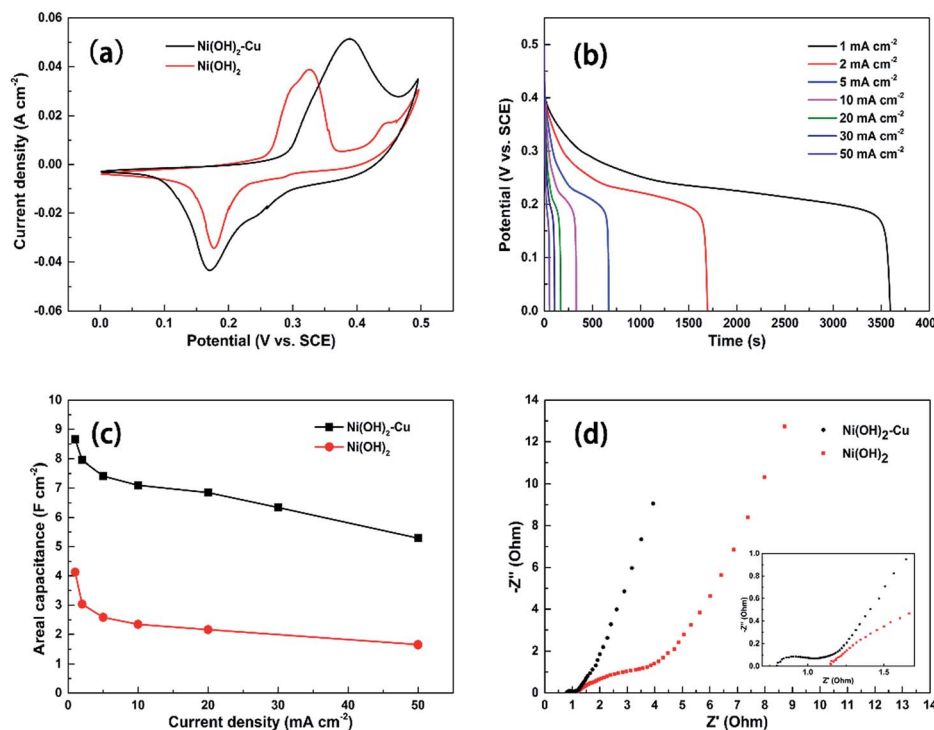 (a)
Ni(OH)₂-Cu
Ni(OH)₂
Current density (A cm⁻²)
0.06
0.04
0.02
0.00
-0.02
-0.04
-0.06
0.0 0.1 0.2 0.3 0.4 0.5
Potential (V vs. SCE)
(b)
1 mA cm⁻²
2 mA cm⁻²
5 mA cm⁻²
10 mA cm⁻²
20 mA cm⁻²
30 mA cm⁻²
50 mA cm⁻²
Potential (V vs. SCE)
0.5
0.4
0.3
0.2
0.1
0.0
0 500 1000 1500 2000 2500 3000 3500 4000
Time (s)
(c)
Ni(OH)₂-Cu
Ni(OH)₂
Areal capacitance (F cm⁻²)
10
9
8
7
6
5
4
3
2
1
0
0 10 20 30 40 50
Current density (mA cm⁻²)
(d)
Ni(OH)₂-Cu
Ni(OH)₂
-Z'' (Ohm)
14
12
10
8
6
4
2
0
0 1 2 3 4 5 6 7 8 9 10 11 12 13 14
Z' (Ohm)
-Z'' (Ohm)
1.0
0.8
0.6
0.4
0.2
0.0
1.0 1.5
Z' (Ohm)